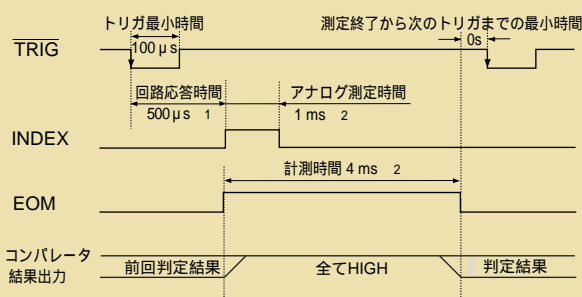 トリガ最小時間
測定終了から次のトリガまでの最小時間
TRIG
100μs
0s
回路応答時間
アナログ測定時間
500μs 1
1 ms 2
INDEX
計測時間 4 ms 2
EOM
コンパレータ
結果出力
前回判定結果
全てHIGH
判定結果